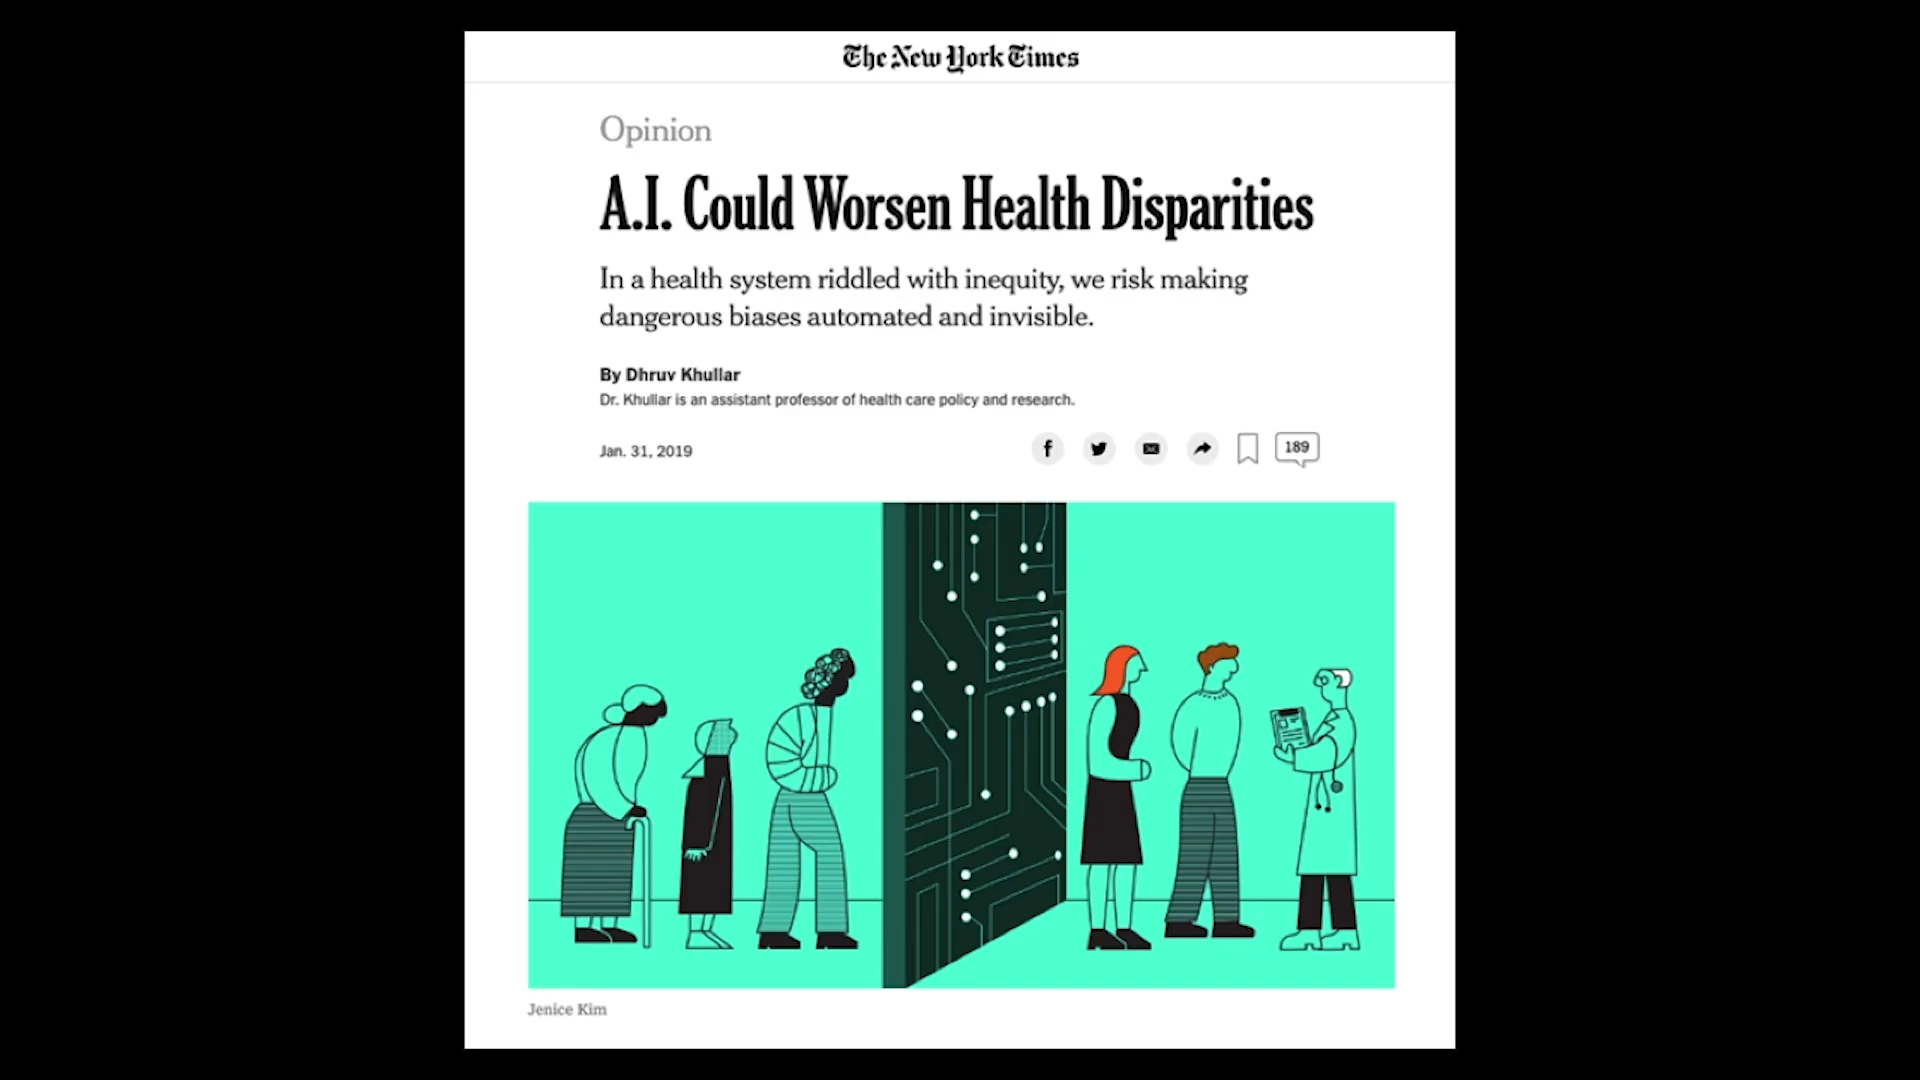 The New York Times
Opinion
A.I. Could Worsen Health Disparities
In a health system riddled with inequity, we risk making
dangerous biases automated and invisible.
By Dhruv Khullar
Dr. Khullar is an assistant professor of health care policy and research.
Jan. 31, 2019
189
Jenice Kim